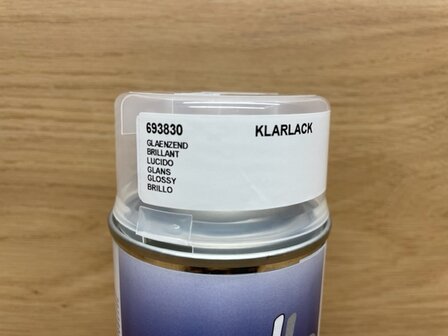 693830 KLARLACK
GLAENZEND
BRILLANT
LUCIDO
GLANS
GLOSSY
BRILLO